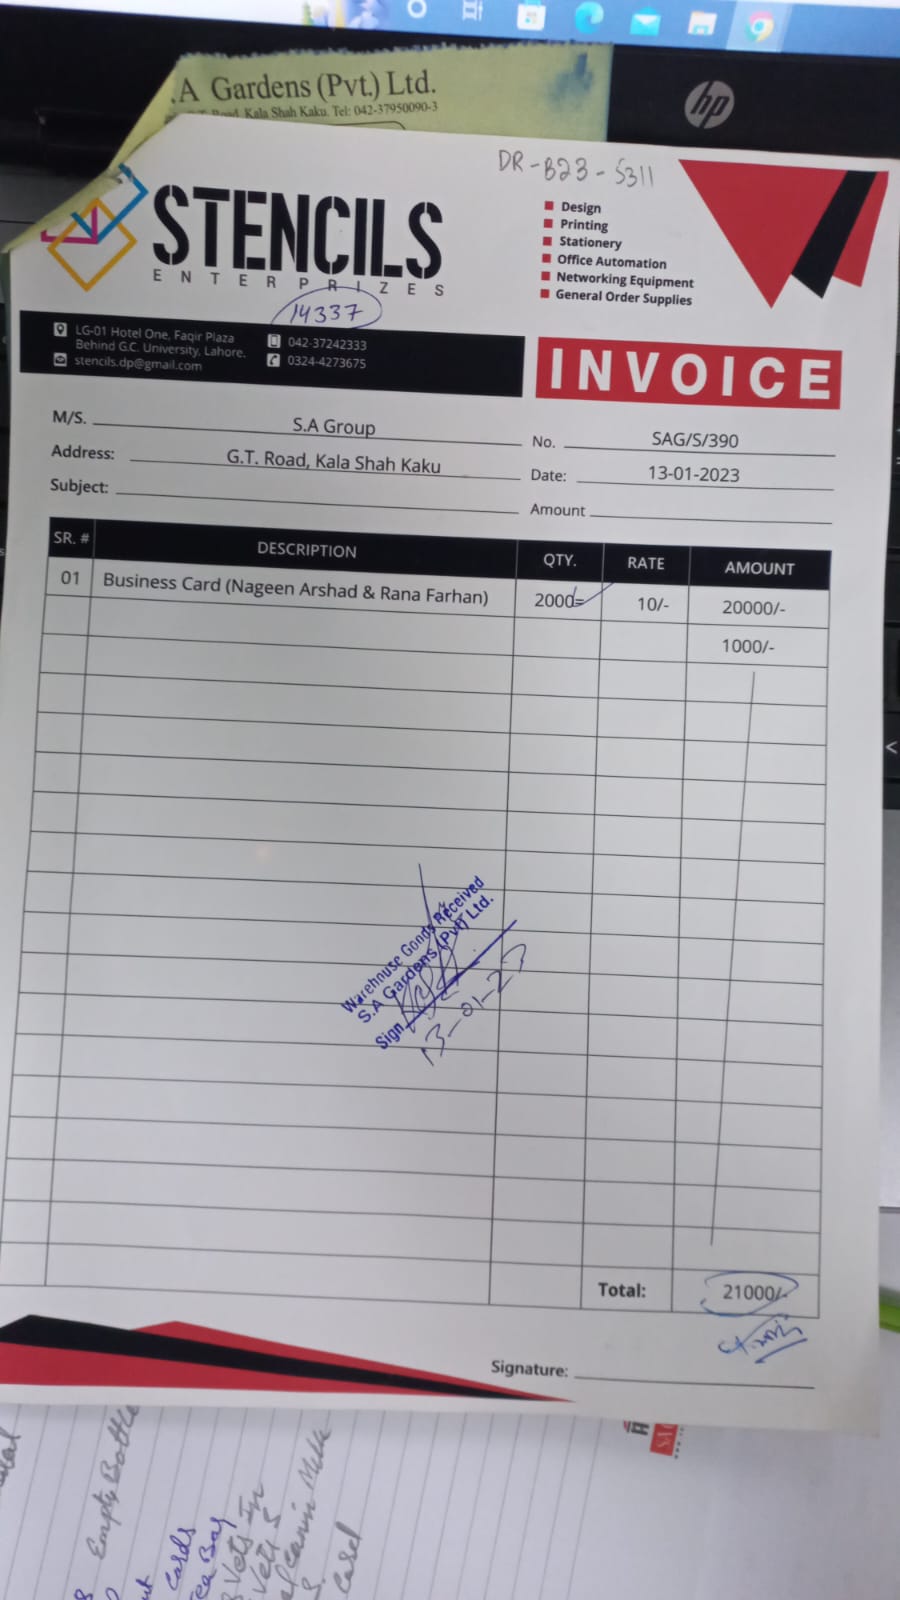 .A Gardens (Pvt.) Ltd.
Road, Kala Shah Kaku. Tel: 042-37950090-3
hp
DR-B23-5311
STENCILS
ENTERPRIZES
14337
Design
Printing
Stationery
Office Automation
Networking Equipment
General Order Supplies
LG-01 Hotel One, Faqir Plaza
Behind G.C. University, Lahore.
stencils.dp@gmail.com
042-37242333
0324-4273675
INVOICE
M/S. S.A Group
No. SAG/S/390
Address: G.T. Road, Kala Shah Kaku
Date: 13-01-2023
Subject:
Amount
SR. # DESCRIPTION QTY. RATE AMOUNT
01 Business Card (Nageen Arshad & Rana Farhan) 2000= 10/- 20000/-
1000/-
Warehouse Goods Received
S.A Gardens (Pvt) Ltd.
Sign
13-01-23
Total: 21000/-
Signature:
Empty Bottle
Cards
Tea Bag
Vets In
Vets
Milk